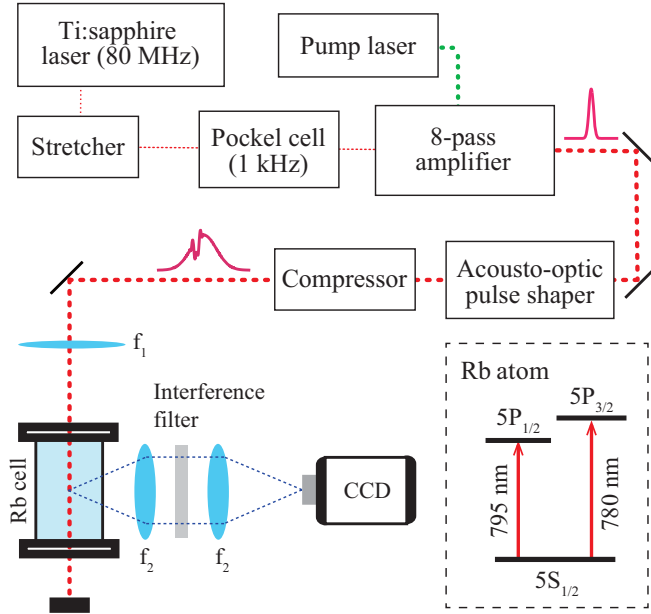 Ti:sapphire
laser (80 MHz)
Pump laser
Stretcher
Pockel cell
(1 kHz)
8-pass
amplifier
Compressor
Acousto-optic
pulse shaper
f₁
Interference
filter
Rb cell
CCD
f₂
f₂
Rb atom
5P₁/₂
5P₃/₂
795 nm
780 nm
5S₁/₂